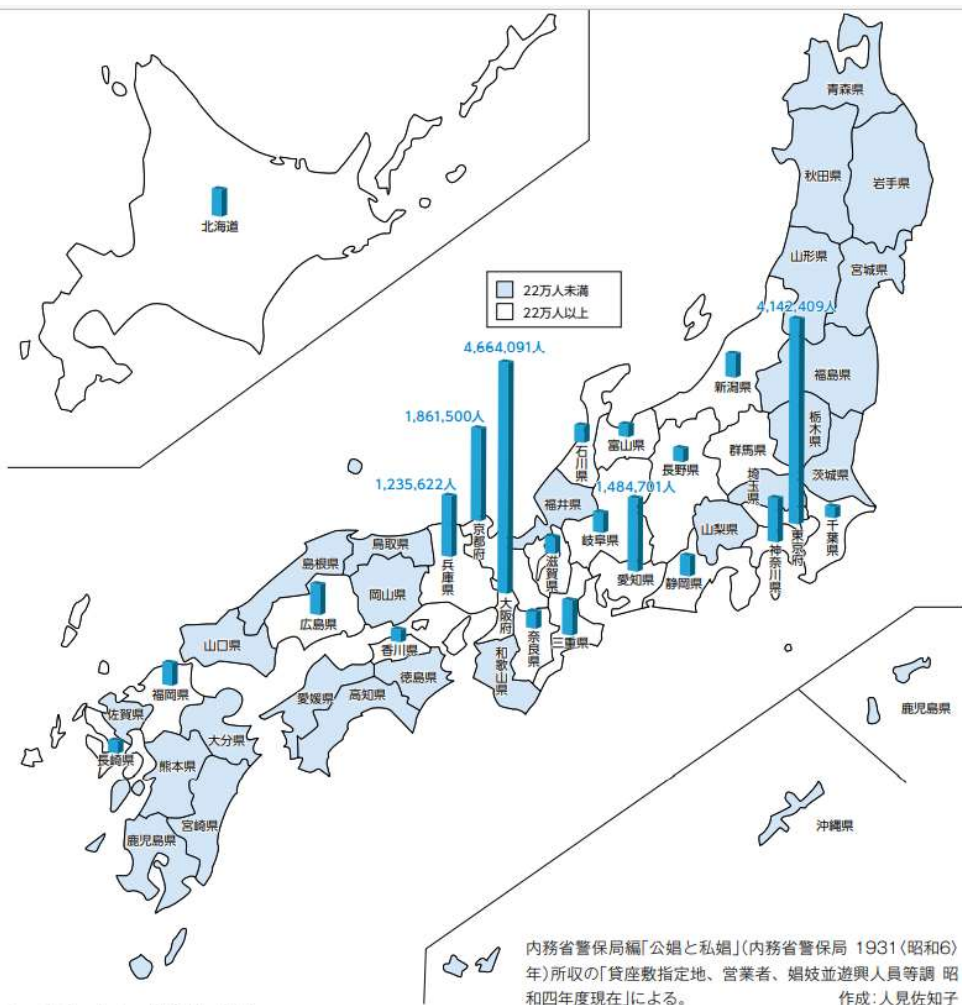 青森県
秋田県
岩手県
北海道
山形県
宮城県
22万人未満
22万人以上
4,142,409人
4,664,091人
新潟県
福島県
1,861,500人
栃木県
石川県
富山県
群馬県
長野県
茨城県
埼玉県
1,235,622人
1,484,701人
福井県
鳥取県
京都府
岐阜県
山梨県
千葉県
東京府
神奈川県
島根県
兵庫県
滋賀県
愛知県
静岡県
岡山県
大阪府
広島県
奈良県
三重県
山口県
香川県
和歌山県
徳島県
福岡県
愛媛県
高知県
佐賀県
大分県
鹿児島県
長崎県
熊本県
宮崎県
沖縄県
鹿児島県
内務省警保局編「公娼と私娼」(内務省警保局 1931〈昭和6〉
年)所収の「貸座敷指定地、営業者、娼妓並遊興人員等調 昭
和四年度現在」による。 作成:人見佐知子